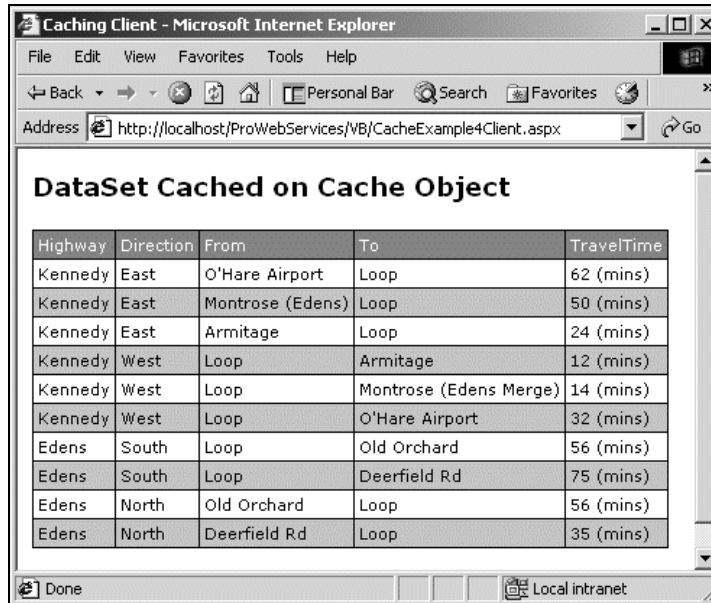 Caching Client - Microsoft Internet Explorer
File Edit View Favorites Tools Help
Back Personal Bar Search Favorites »
Address http://localhost/ProWebServices/VB/CacheExample4Client.aspx Go
DataSet Cached on Cache Object
Highway Direction From To TravelTime
Kennedy East O'Hare Airport Loop 62 (mins)
Kennedy East Montrose (Edens) Loop 50 (mins)
Kennedy East Armitage Loop 24 (mins)
Kennedy West Loop Armitage 12 (mins)
Kennedy West Loop Montrose (Edens Merge) 14 (mins)
Kennedy West Loop O'Hare Airport 32 (mins)
Edens South Loop Old Orchard 56 (mins)
Edens South Loop Deerfield Rd 75 (mins)
Edens North Old Orchard Loop 56 (mins)
Edens North Deerfield Rd Loop 35 (mins)
Done Local intranet